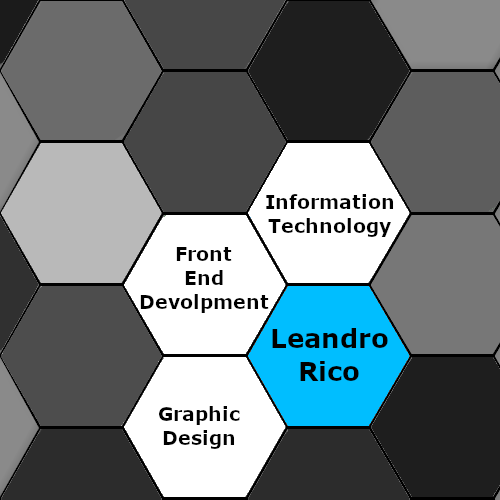 Information
Technology
Front
End
Devolpment
Leandro
Rico
Graphic
Design